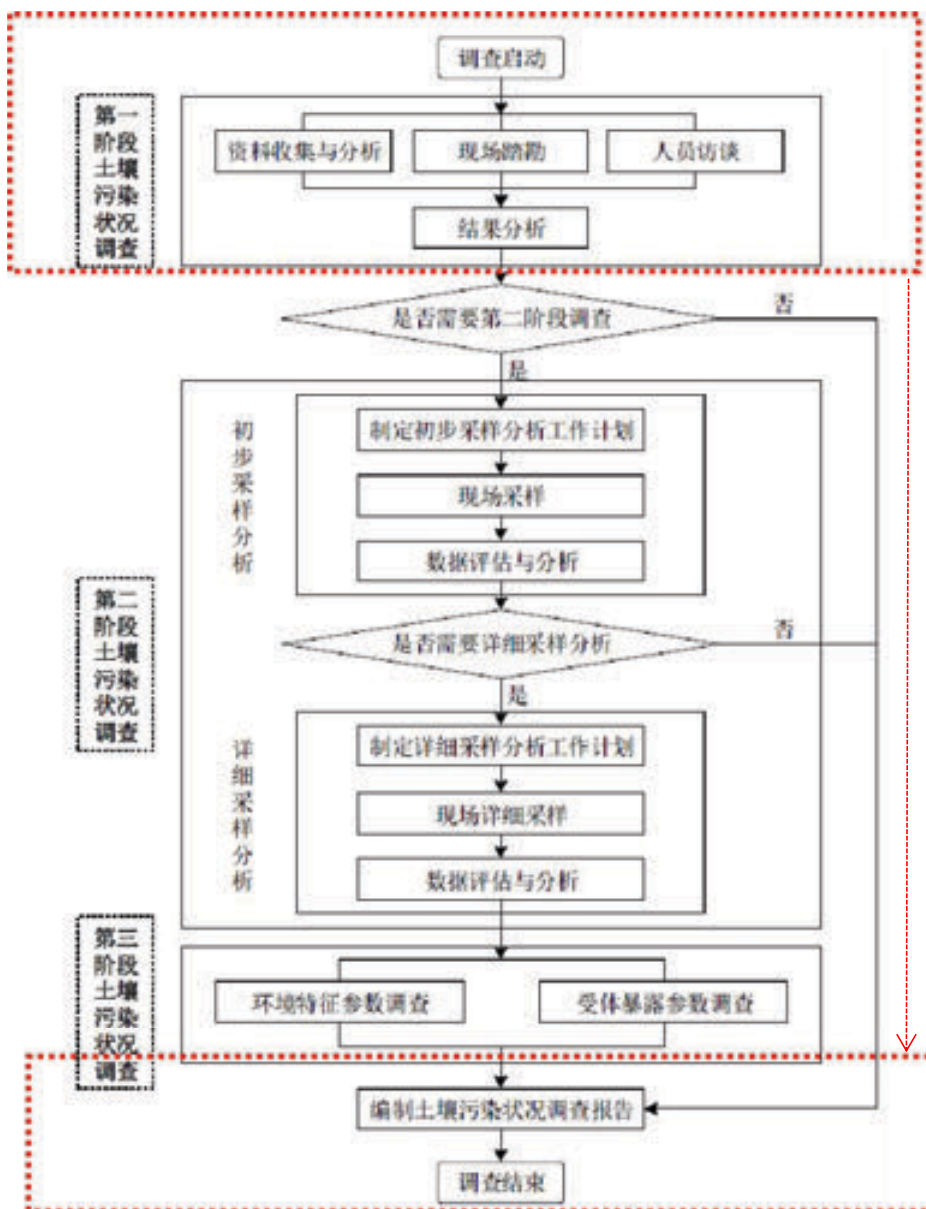 调查启动
第一
阶段
土壤
污染
状况
调查
资料收集与分析
现场踏勘
人员访谈
结果分析
是否需要第二阶段调查
否
是
初步采样分析
制定初步采样分析工作计划
现场采样
数据评估与分析
第二
阶段
土壤
污染
状况
调查
是否需要详细采样分析
否
是
详细采样分析
制定详细采样分析工作计划
现场详细采样
数据评估与分析
第三
阶段
土壤
污染
状况
调查
环境特征参数调查
受体暴露参数调查
编制土壤污染状况调查报告
调查结束